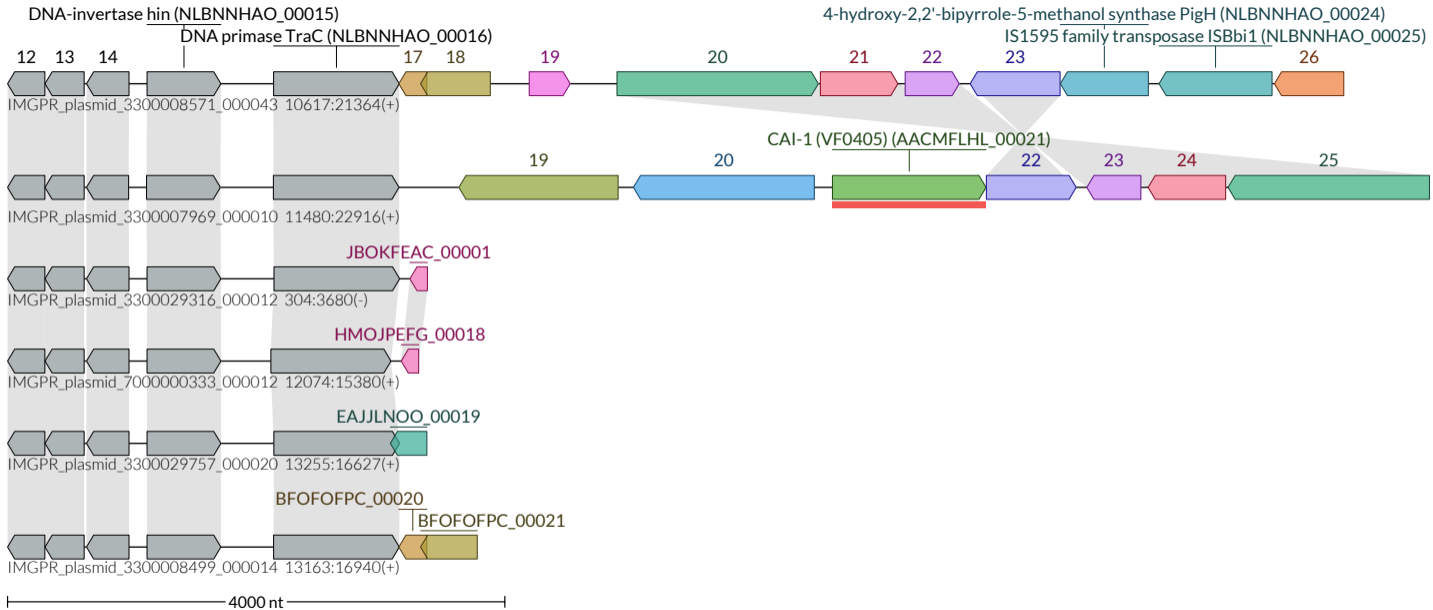 DNA-invertase hin (NLBNNHAO_00015)
4-hydroxy-2,2'-bipyrrole-5-methanol synthase PigH (NLBNNHAO_00024)
DNA primase TraC (NLBNNHAO_00016)
IS1595 family transposase ISBbi1 (NLBNNHAO_00025)
12 13 14 17 18 19 20 21 22 23 26
IMGPR_plasmid_3300008571_000043 10617:21364(+)
CAI-1 (VF0405) (AACMFLHL_00021)
19 20 22 23 24 25
IMGPR_plasmid_3300007969_000010 11480:22916(+)
JBOKFEAC_00001
IMGPR_plasmid_3300029316_000012 304:3680(-)
HMOJPEFG_00018
IMGPR_plasmid_7000000333_000012 12074:15380(+)
EAJJLNOO_00019
IMGPR_plasmid_3300029757_000020 13255:16627(+)
BFOFOFPC_00020
BFOFOFPC_00021
IMGPR_plasmid_3300008499_000014 13163:16940(+)
4000 nt